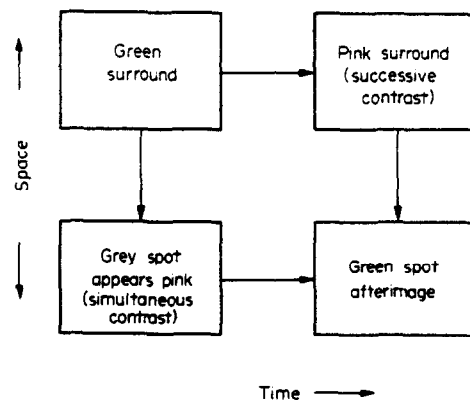 Green
surround
Pink surround
(successive
contrast)
Space
Grey spot
appears pink
(simultaneous
contrast)
Green spot
afterimage
Time